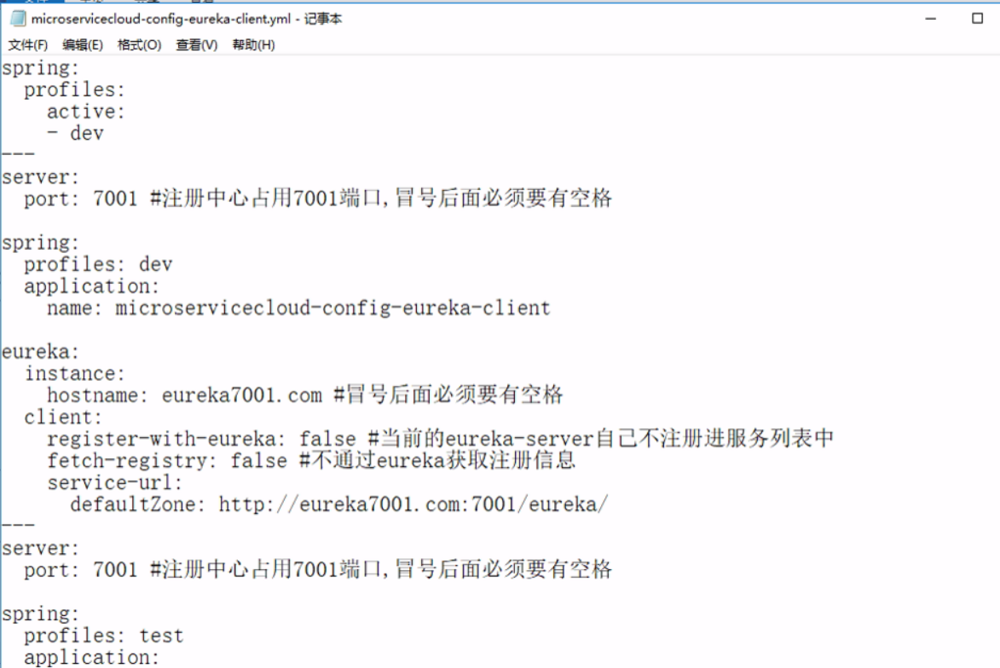 microservicecloud-config-eureka-client.yml - 记事本
文件(F) 编辑(E) 格式(O) 查看(V) 帮助(H)
spring:
  profiles:
    active:
    - dev
---
server:
  port: 7001 #注册中心占用7001端口,冒号后面必须要有空格

spring:
  profiles: dev
  application:
    name: microservicecloud-config-eureka-client

eureka:
  instance:
    hostname: eureka7001.com #冒号后面必须要有空格
  client:
    register-with-eureka: false #当前的eureka-server自己不注册进服务列表中
    fetch-registry: false #不通过eureka获取注册信息
    service-url:
      defaultZone: http://eureka7001.com:7001/eureka/
---
server:
  port: 7001 #注册中心占用7001端口,冒号后面必须要有空格

spring:
  profiles: test
  application: